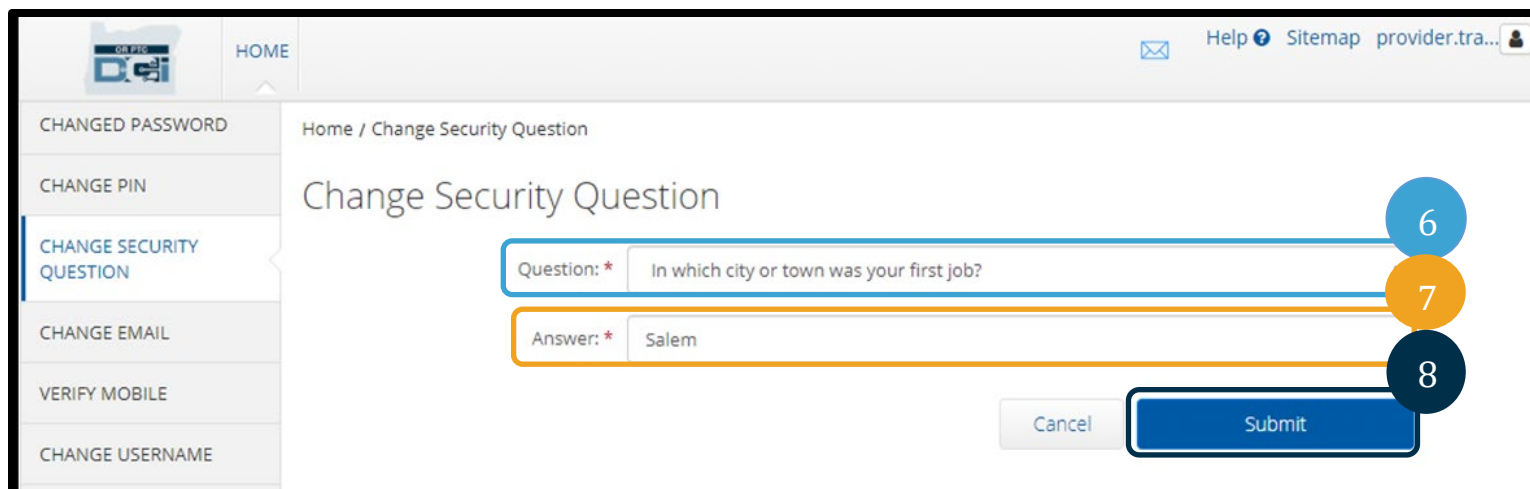 OR PTC
DCI
HOME
Help ? Sitemap provider.tra...
CHANGED PASSWORD
CHANGE PIN
CHANGE SECURITY
QUESTION
CHANGE EMAIL
VERIFY MOBILE
CHANGE USERNAME
Home / Change Security Question
Change Security Question
6
Question: * In which city or town was your first job?
7
Answer: * Salem
8
Cancel Submit